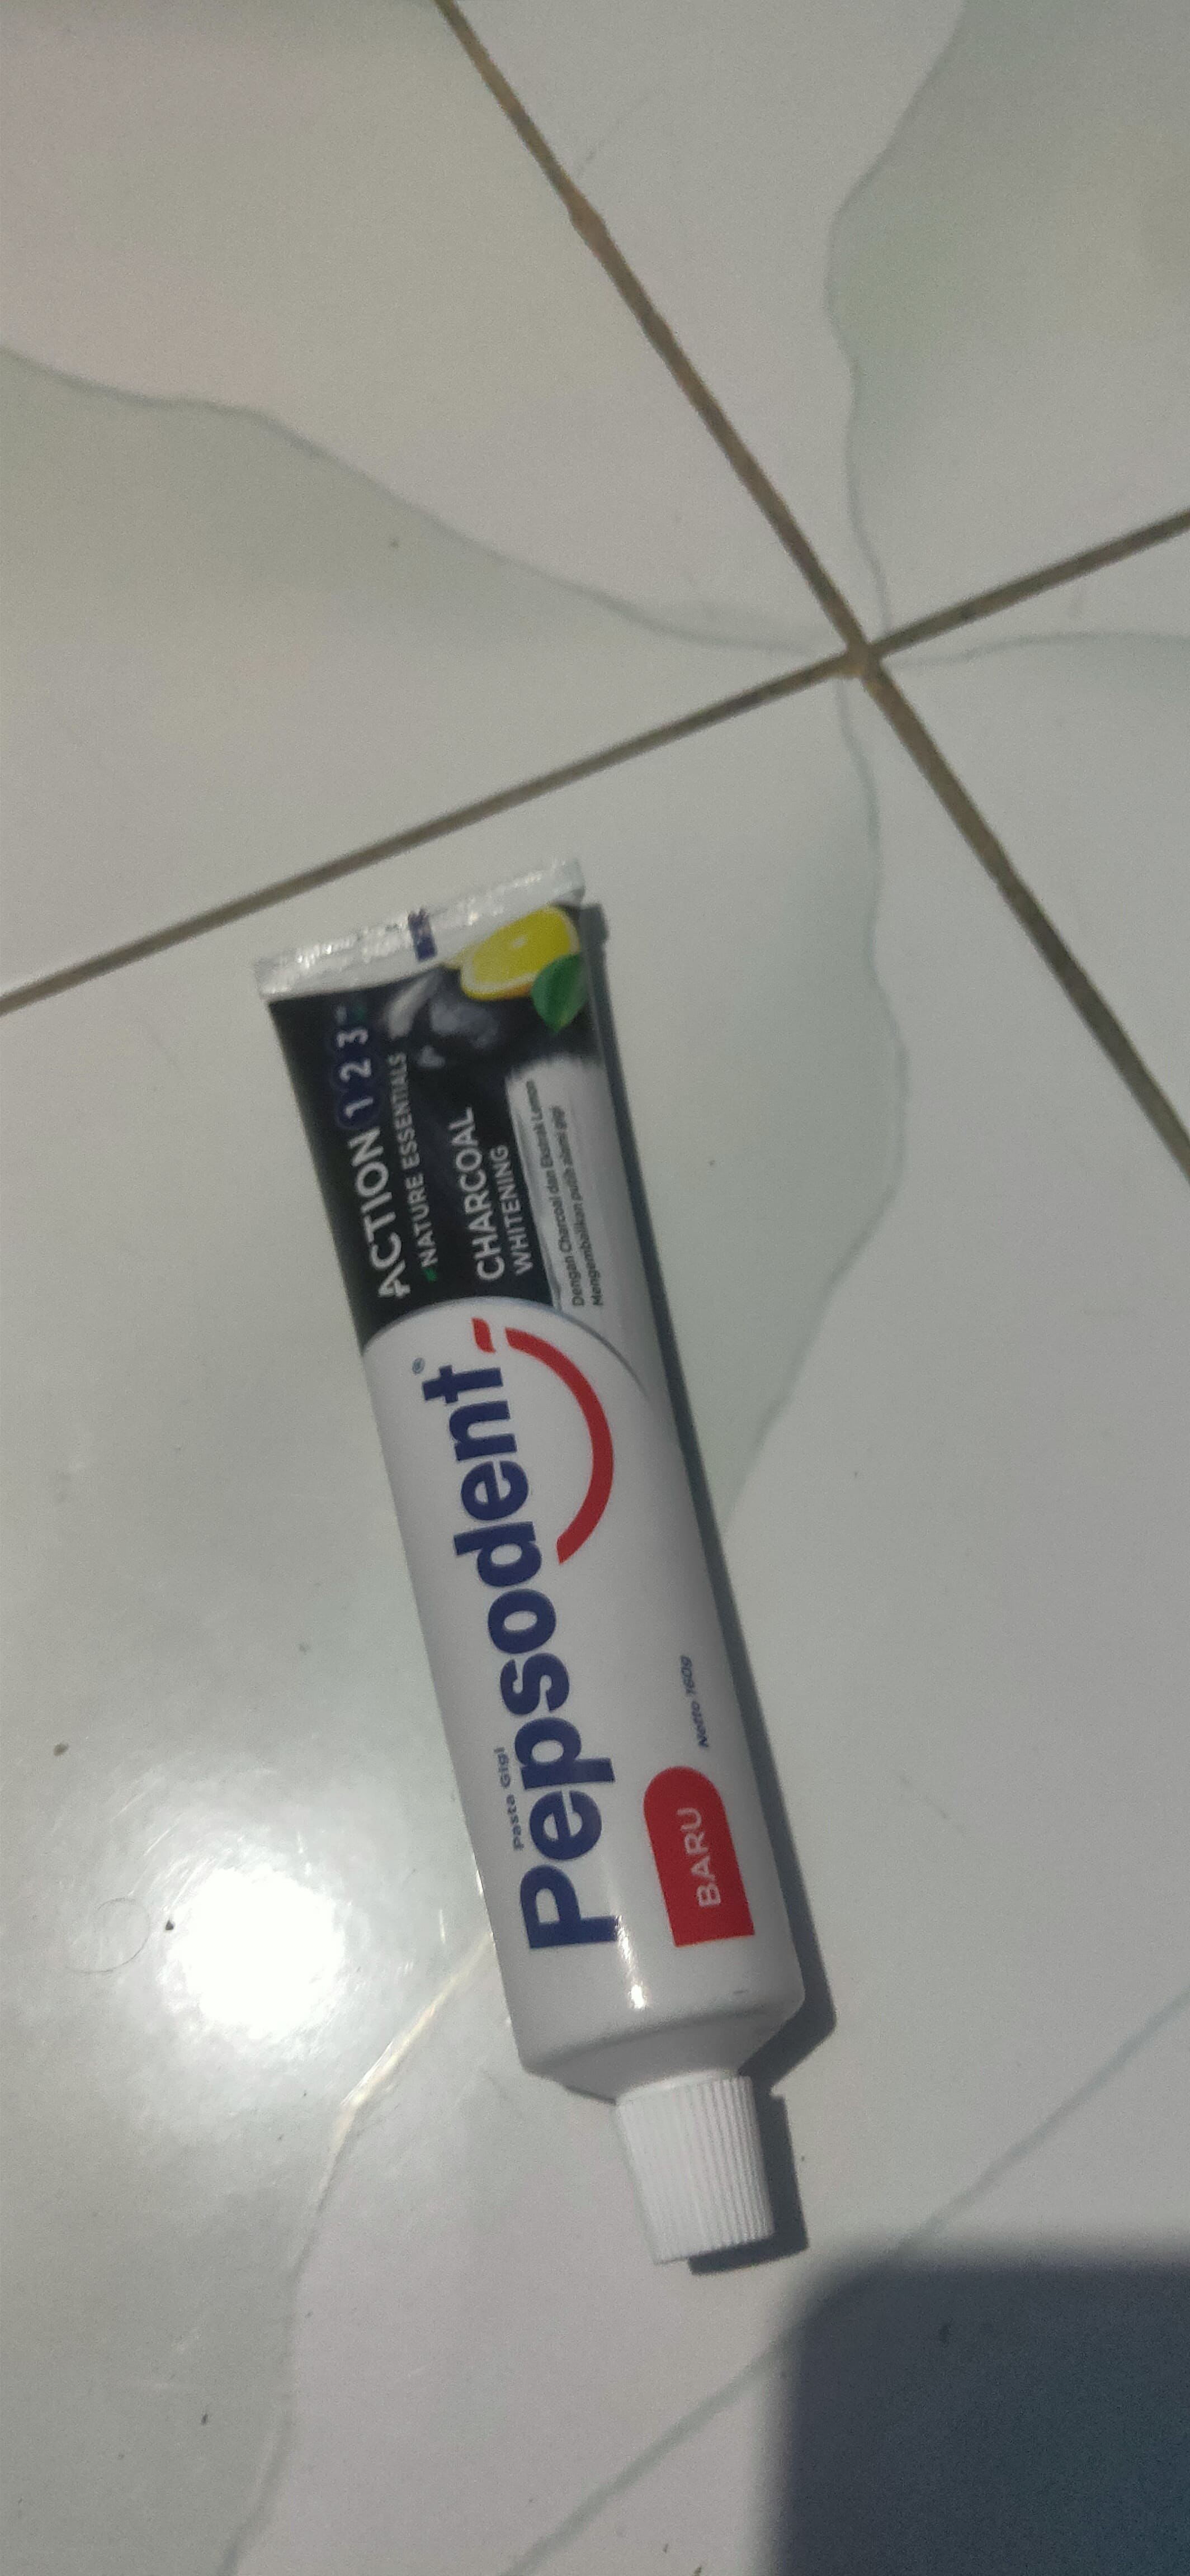 Pasta Gigi
Pepsodent®
ACTION 1 2 3™
NATURE ESSENTIALS
CHARCOAL
WHITENING
Dengan Charcoal dan Ekstrak Lemon
Mengembalikan putih alami gigi
BARU
Netto 160g